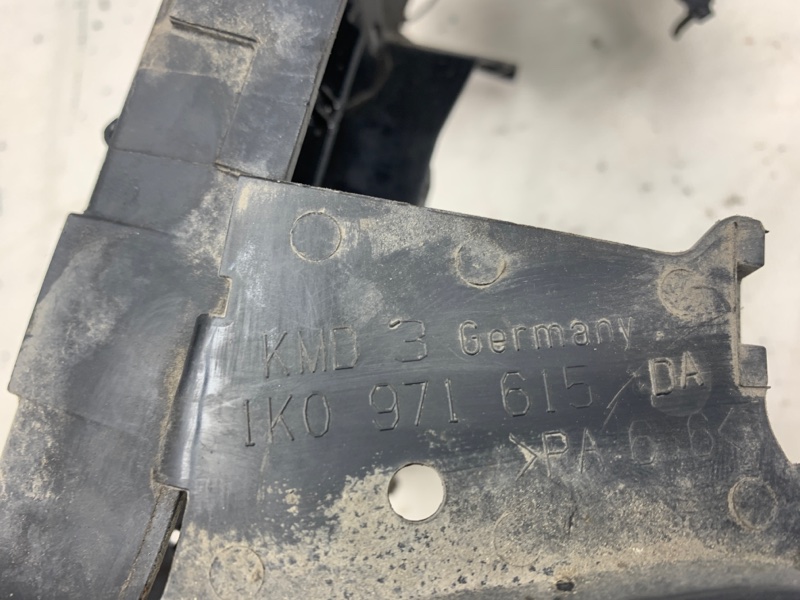 KMD 3 Germany
1K0 971 615 / DA
>PA 6.6<